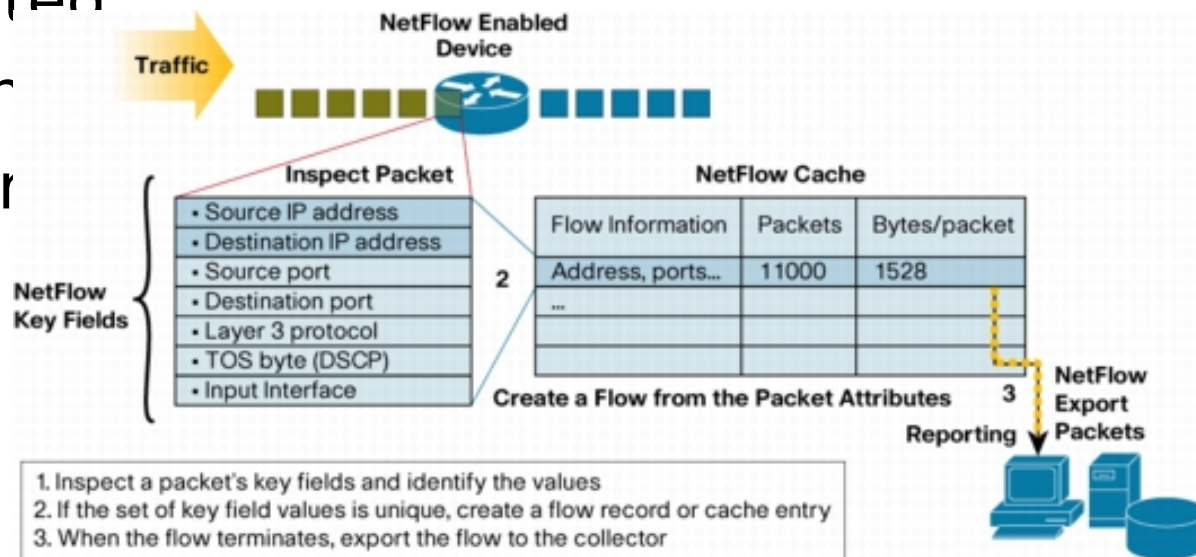 NetFlow Enabled
Device
Traffic
Inspect Packet
• Source IP address
• Destination IP address
• Source port
• Destination port
• Layer 3 protocol
• TOS byte (DSCP)
• Input Interface
NetFlow
Key Fields
2
NetFlow Cache
Flow Information Packets Bytes/packet
Address, ports... 11000 1528
...
Create a Flow from the Packet Attributes
3
NetFlow
Export
Packets
Reporting
1. Inspect a packet's key fields and identify the values
2. If the set of key field values is unique, create a flow record or cache entry
3. When the flow terminates, export the flow to the collector